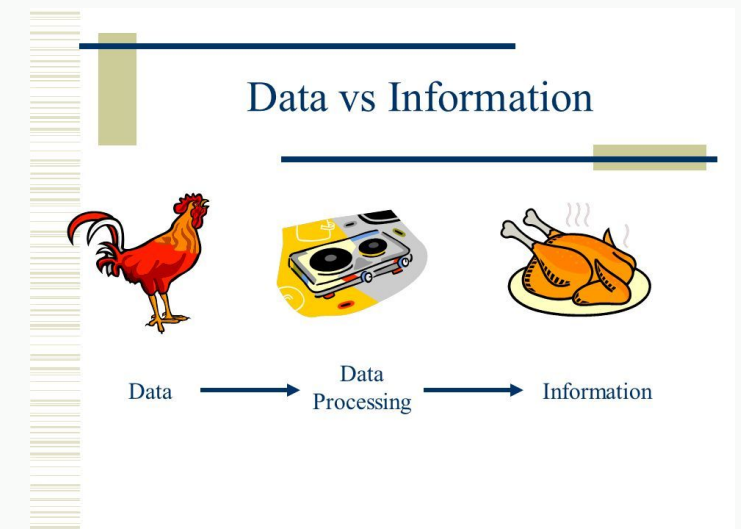 Data vs Information
Data
Data
Processing
Information